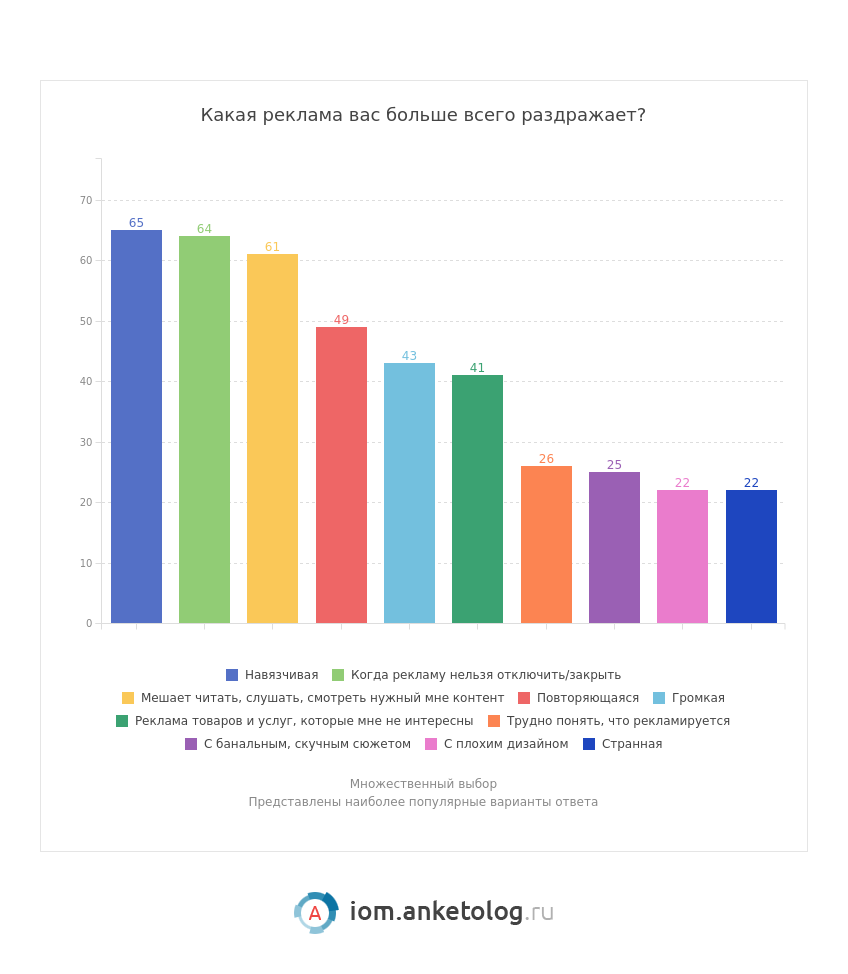 Какая реклама вас больше всего раздражает?
70
60
50
40
30
20
10
0
65
64
61
49
43
41
26
25
22
22
Навязчивая Когда рекламу нельзя отключить/закрыть
Мешает читать, слушать, смотреть нужный мне контент Повторяющаяся Громкая
Реклама товаров и услуг, которые мне не интересны Трудно понять, что рекламируется
С банальным, скучным сюжетом С плохим дизайном Странная
Множественный выбор
Представлены наиболее популярные варианты ответа
A iom.anketolog.ru